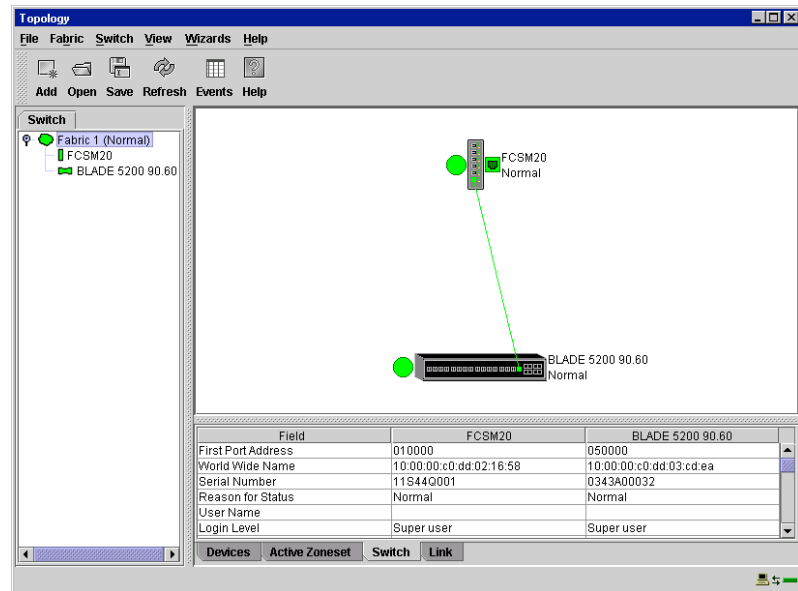 Topology
File Fabric Switch View Wizards Help
Add Open Save Refresh Events Help
Switch
Fabric 1 (Normal)
FCSM20
BLADE 5200 90.60
FCSM20
Normal
BLADE 5200 90.60
Normal
Field FCSM20 BLADE 5200 90.60
First Port Address 010000 050000
World Wide Name 10:00:00:c0:dd:02:16:58 10:00:00:c0:dd:03:cd:ea
Serial Number 11S44Q001 0343A00032
Reason for Status Normal Normal
User Name
Login Level Super user Super user
Devices Active Zoneset Switch Link